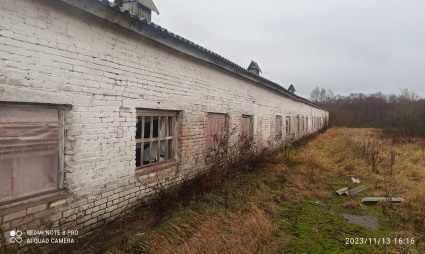 REDMI NOTE 8 PRO
AI QUAD CAMERA
2023/11/13 16:16